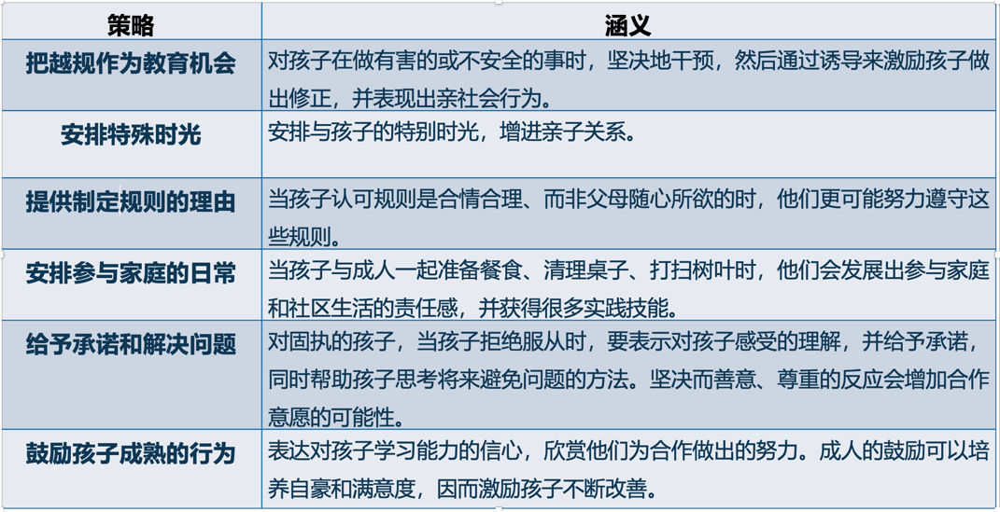 策略
涵义
把越规作为教育机会
对孩子在做有害的或不安全的事时，坚决地干预，然后通过诱导来激励孩子做
出修正，并表现出亲社会行为。
安排特殊时光
安排与孩子的特别时光，增进亲子关系。
提供制定规则的理由
当孩子认可规则是合情合理、而非父母随心所欲的时，他们更可能努力遵守这
些规则。
安排参与家庭的日常
当孩子与成人一起准备餐食、清理桌子、打扫树叶时，他们会发展出参与家庭
和社区生活的责任感，并获得很多实践技能。
给予承诺和解决问题
对固执的孩子，当孩子拒绝服从时，要表示对孩子感受的理解，并给予承诺，
同时帮助孩子思考将来避免问题的方法。坚决而善意、尊重的反应会增加合作
意愿的可能性。
鼓励孩子成熟的行为
表达对孩子学习能力的信心，欣赏他们为合作做出的努力。成人的鼓励可以培
养自豪和满意度，因而激励孩子不断改善。